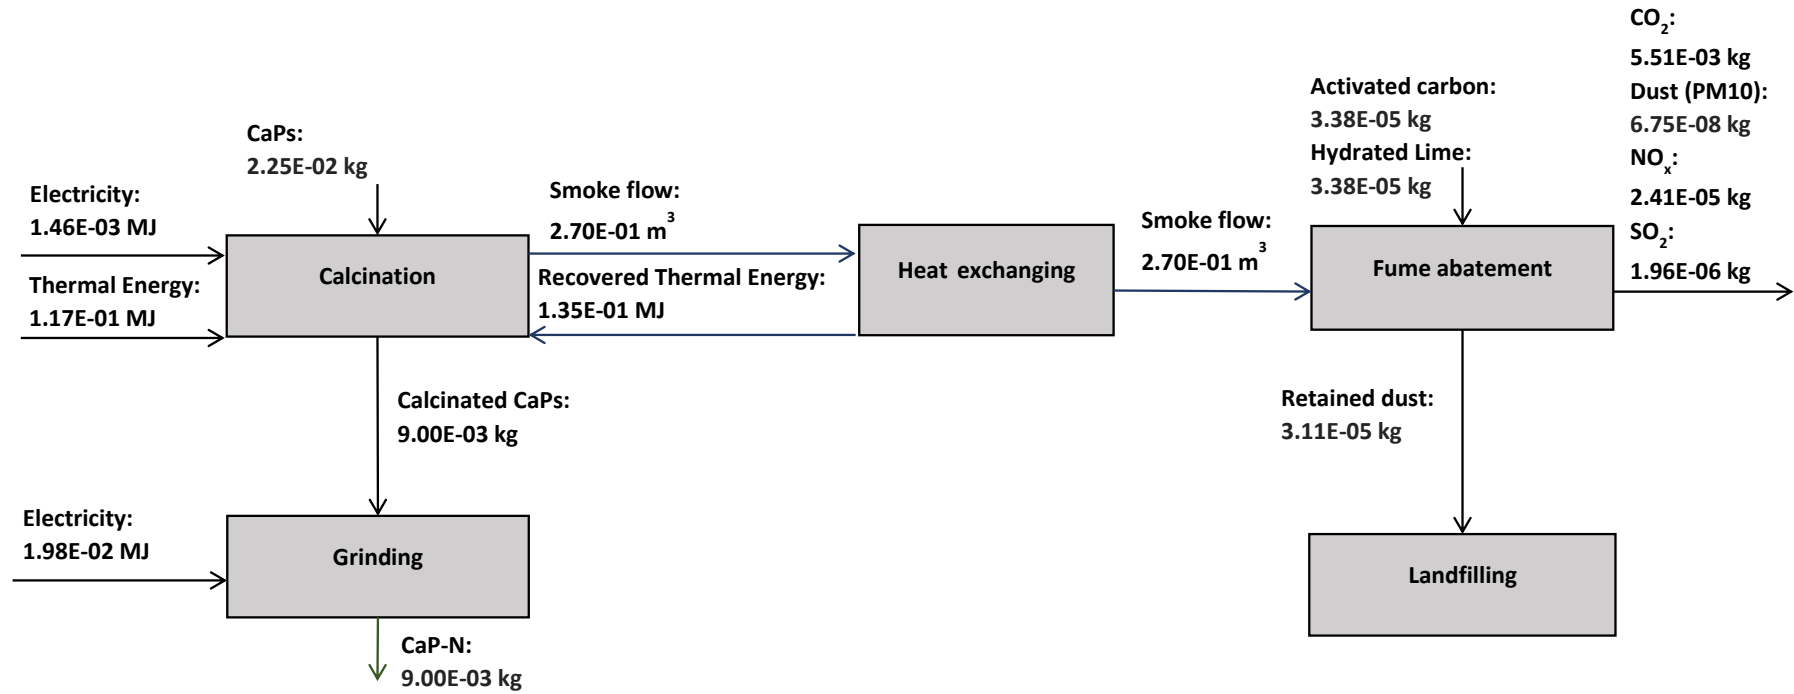 CO2:
5.51E-03 kg
Dust (PM10):
6.75E-08 kg
NOx:
2.41E-05 kg
SO2:
1.96E-06 kg
Activated carbon:
3.38E-05 kg
Hydrated Lime:
3.38E-05 kg
CaPs:
2.25E-02 kg
Electricity:
1.46E-03 MJ
Thermal Energy:
1.17E-01 MJ
Calcination
Smoke flow:
2.70E-01 m3
Recovered Thermal Energy:
1.35E-01 MJ
Heat exchanging
Smoke flow:
2.70E-01 m3
Fume abatement
Calcinated CaPs:
9.00E-03 kg
Retained dust:
3.11E-05 kg
Electricity:
1.98E-02 MJ
Grinding
Landfilling
CaP-N:
9.00E-03 kg